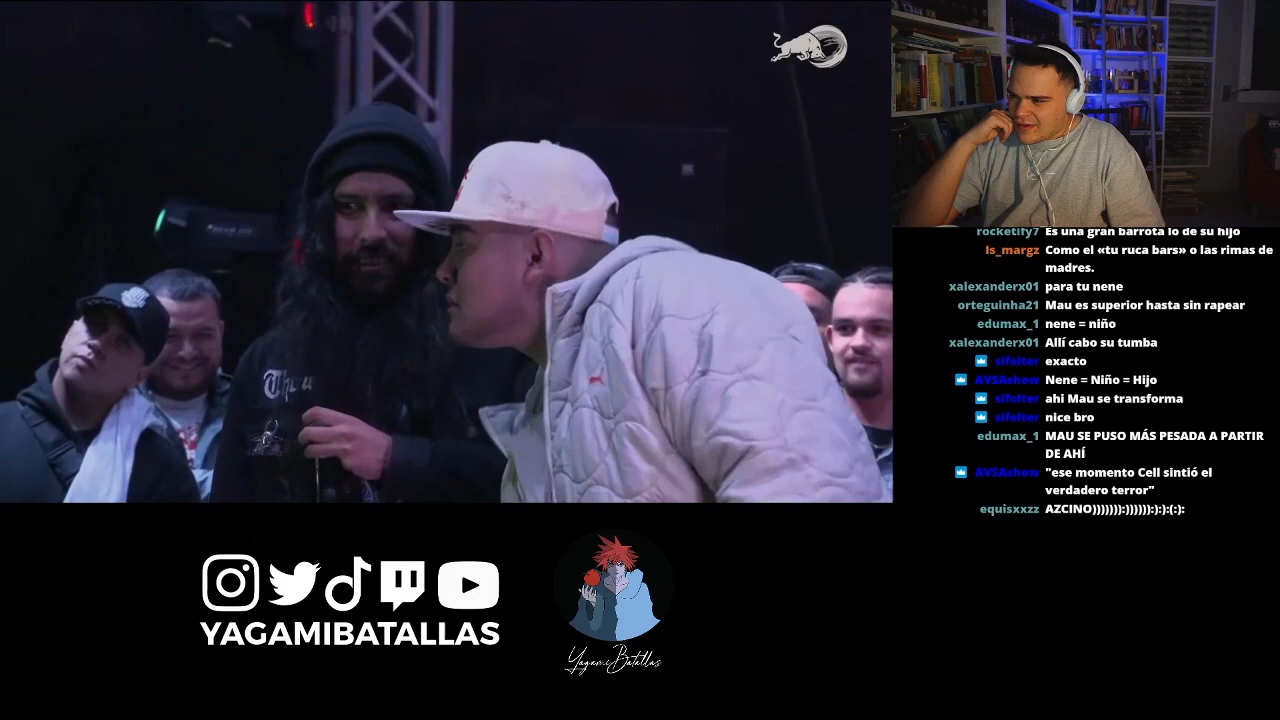 rocketify7 Es una gran barrota lo de su hijo
ls_margz Como el «tu ruca bars» o las rimas de
madres.
xalexanderx01 para tu nene
orteguinha21 Mau es superior hasta sin rapear
edumax_1 nene = niño
xalexanderx01 Allí cabo su tumba
sifolter exacto
AVSAshow Nene = Niño = Hijo
sifolter ahi Mau se transforma
sifolter nice bro
edumax_1 MAU SE PUSO MÁS PESADA A PARTIR
DE AHÍ
AVSAshow "ese momento Cell sintió el
verdadero terror"
equisxxzz AZCINO))))))):)))))):):):(:):
YAGAMIBATALLAS
YagamiBatallas